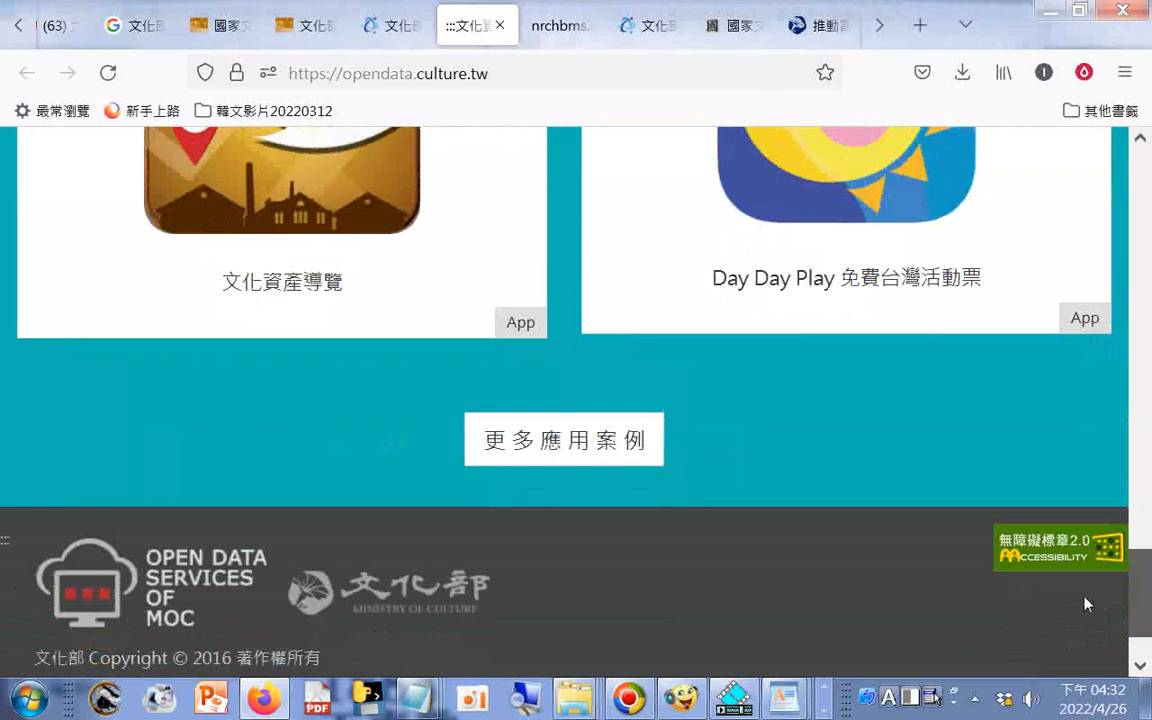 (63)
文化
國家
文化
文化
:::文化資
nrchbms.
文化
國家
推動
https://opendata.culture.tw
最常瀏覽
新手上路
韓文影片20220312
其他書籤
文化資產導覽
App
Day Day Play 免費台灣活動票
App
更多應用案例
:::
OPEN DATA
SERVICES
OF
MOC
文化部
MINISTRY OF CULTURE
無障礙標章2.0
ACCESSIBILITY
文化部 Copyright © 2016 著作權所有
PDF
A
下午 04:32
2022/4/26